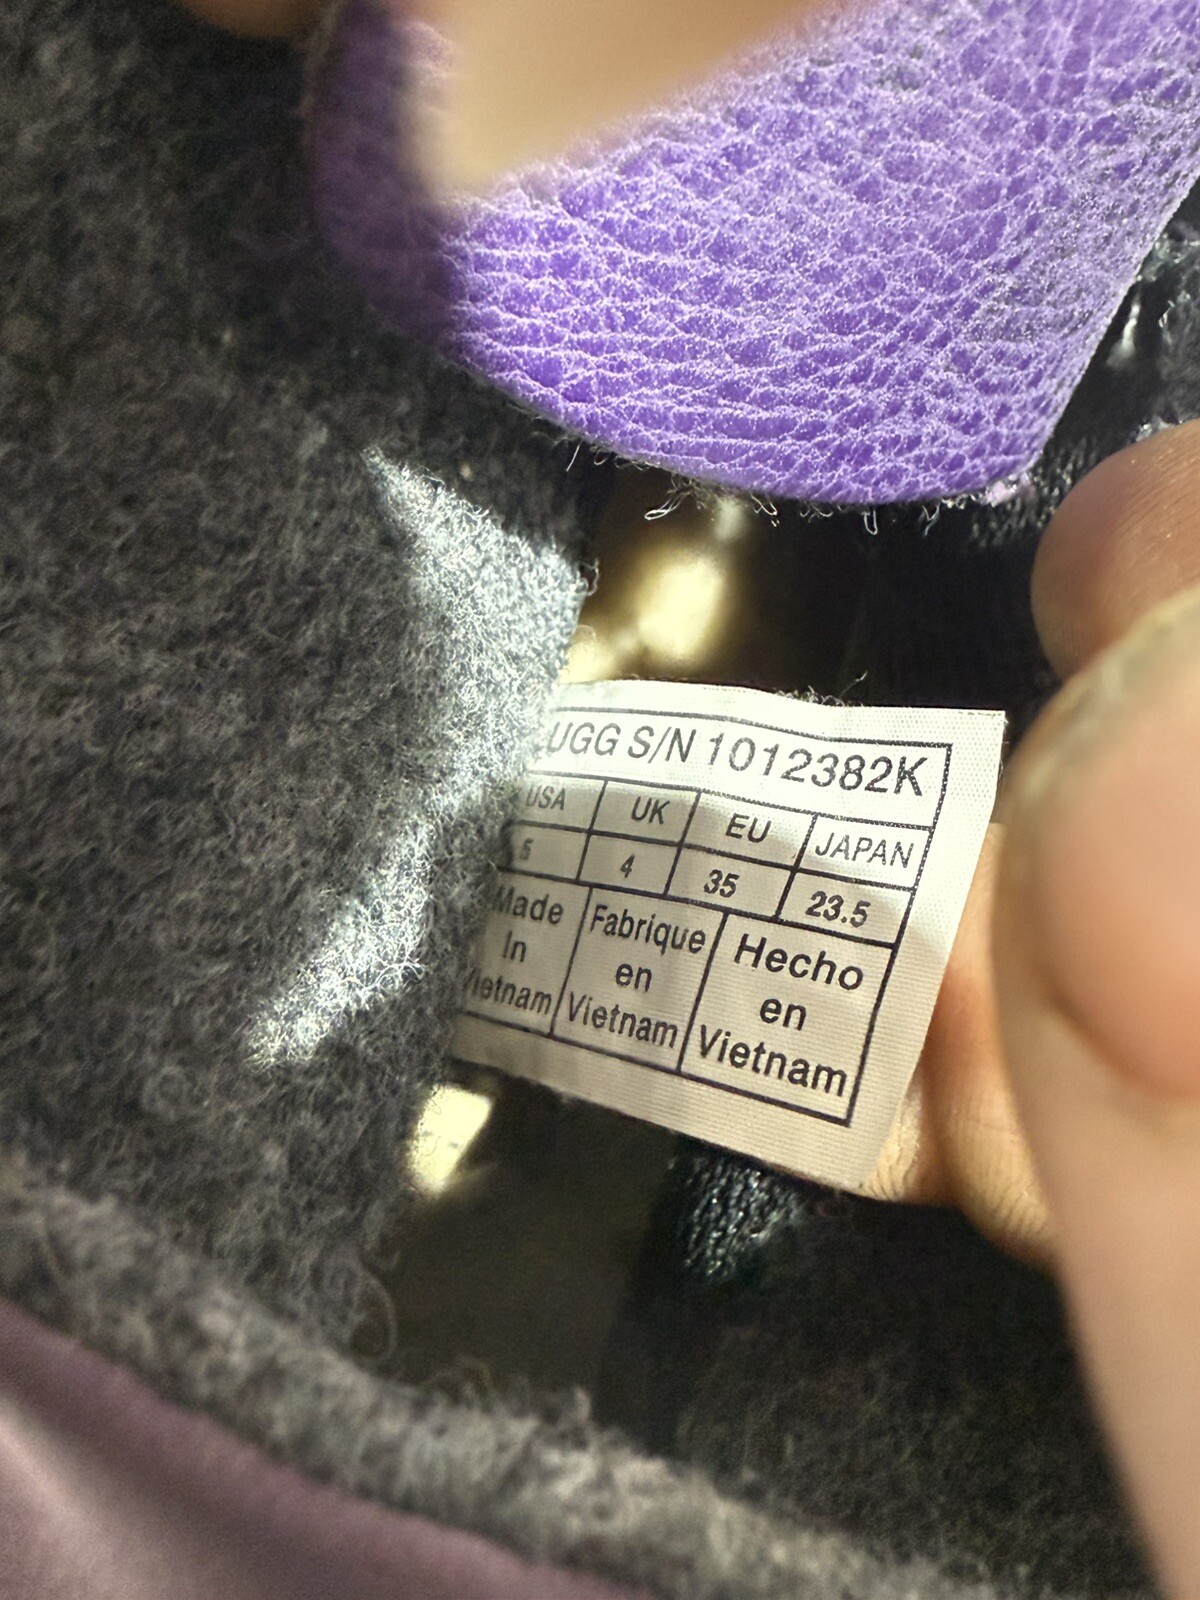 UGG S/N 1012382K
USA UK EU JAPAN
5 4 35 23.5
Made Fabrique Hecho
In en en
Vietnam Vietnam Vietnam